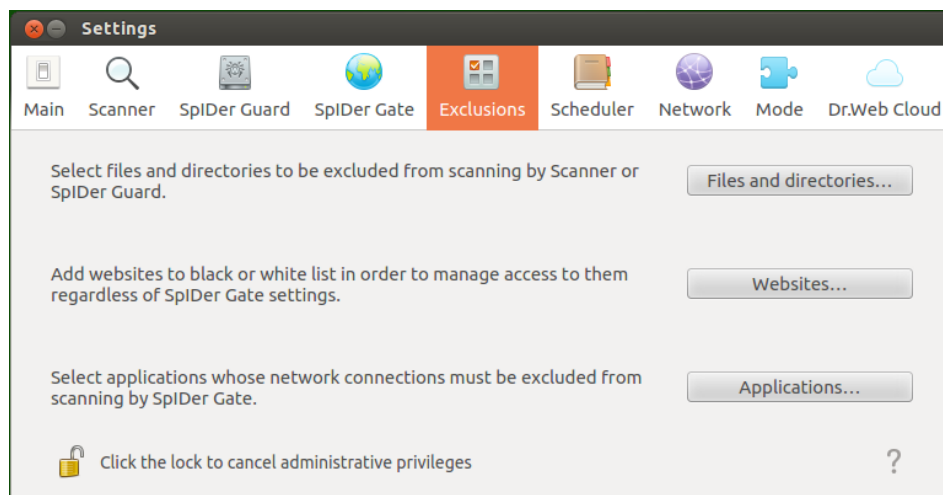 Settings
Main Scanner SpIDer Guard SpIDer Gate Exclusions Scheduler Network Mode Dr.Web Cloud
Select files and directories to be excluded from scanning by Scanner or
SpIDer Guard.
Files and directories...
Add websites to black or white list in order to manage access to them
regardless of SpIDer Gate settings.
Websites...
Select applications whose network connections must be excluded from
scanning by SpIDer Gate.
Applications...
Click the lock to cancel administrative privileges
?